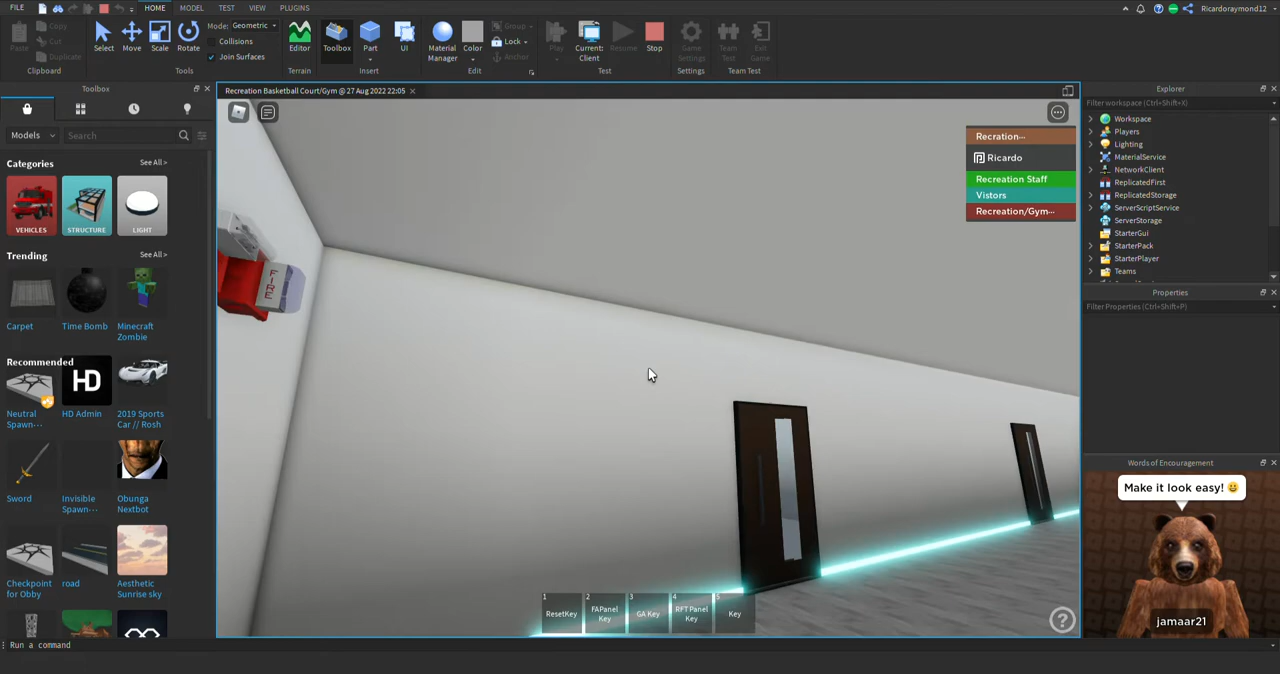 FILE HOME MODEL TEST VIEW PLUGINS Ricardoraymond12
Paste Copy Cut Duplicate Clipboard
Select Move Scale Rotate Mode: Geometric Collisions Join Surfaces Tools
Editor Terrain
Toolbox Part UI Insert
Material Manager Color Group Lock Anchor Edit
Play Current: Client Resume Stop Test
Game Settings Settings
Team Test Exit Game Team Test
Toolbox
Models Search
Categories See All >
VEHICLES STRUCTURE LIGHT
Trending See All >
Carpet Time Bomb Minecraft Zombie
Recommended See All >
Neutral Spawn··· HD Admin 2019 Sports Car // Rosh
Sword Invisible Spawn··· Obunga Nextbot
Checkpoint for Obby road Aesthetic Sunrise sky
Recreation Basketball Court/Gym @ 27 Aug 2022 22:05
FIRE
Recration···
Ricardo
Recreation Staff
Vistors
Recreation/Gym···
1 ResetKey
2 FAPanel Key
3 GA Key
4 RFT Panel Key
5 Key
?
Explorer
Filter workspace (Ctrl+Shift+X)
Workspace
Players
Lighting
MaterialService
NetworkClient
ReplicatedFirst
ReplicatedStorage
ServerScriptService
ServerStorage
StarterGui
StarterPack
StarterPlayer
Teams
Properties
Filter Properties (Ctrl+Shift+P)
Words of Encouragement
Make it look easy! 😀
jamaar21
Run a command